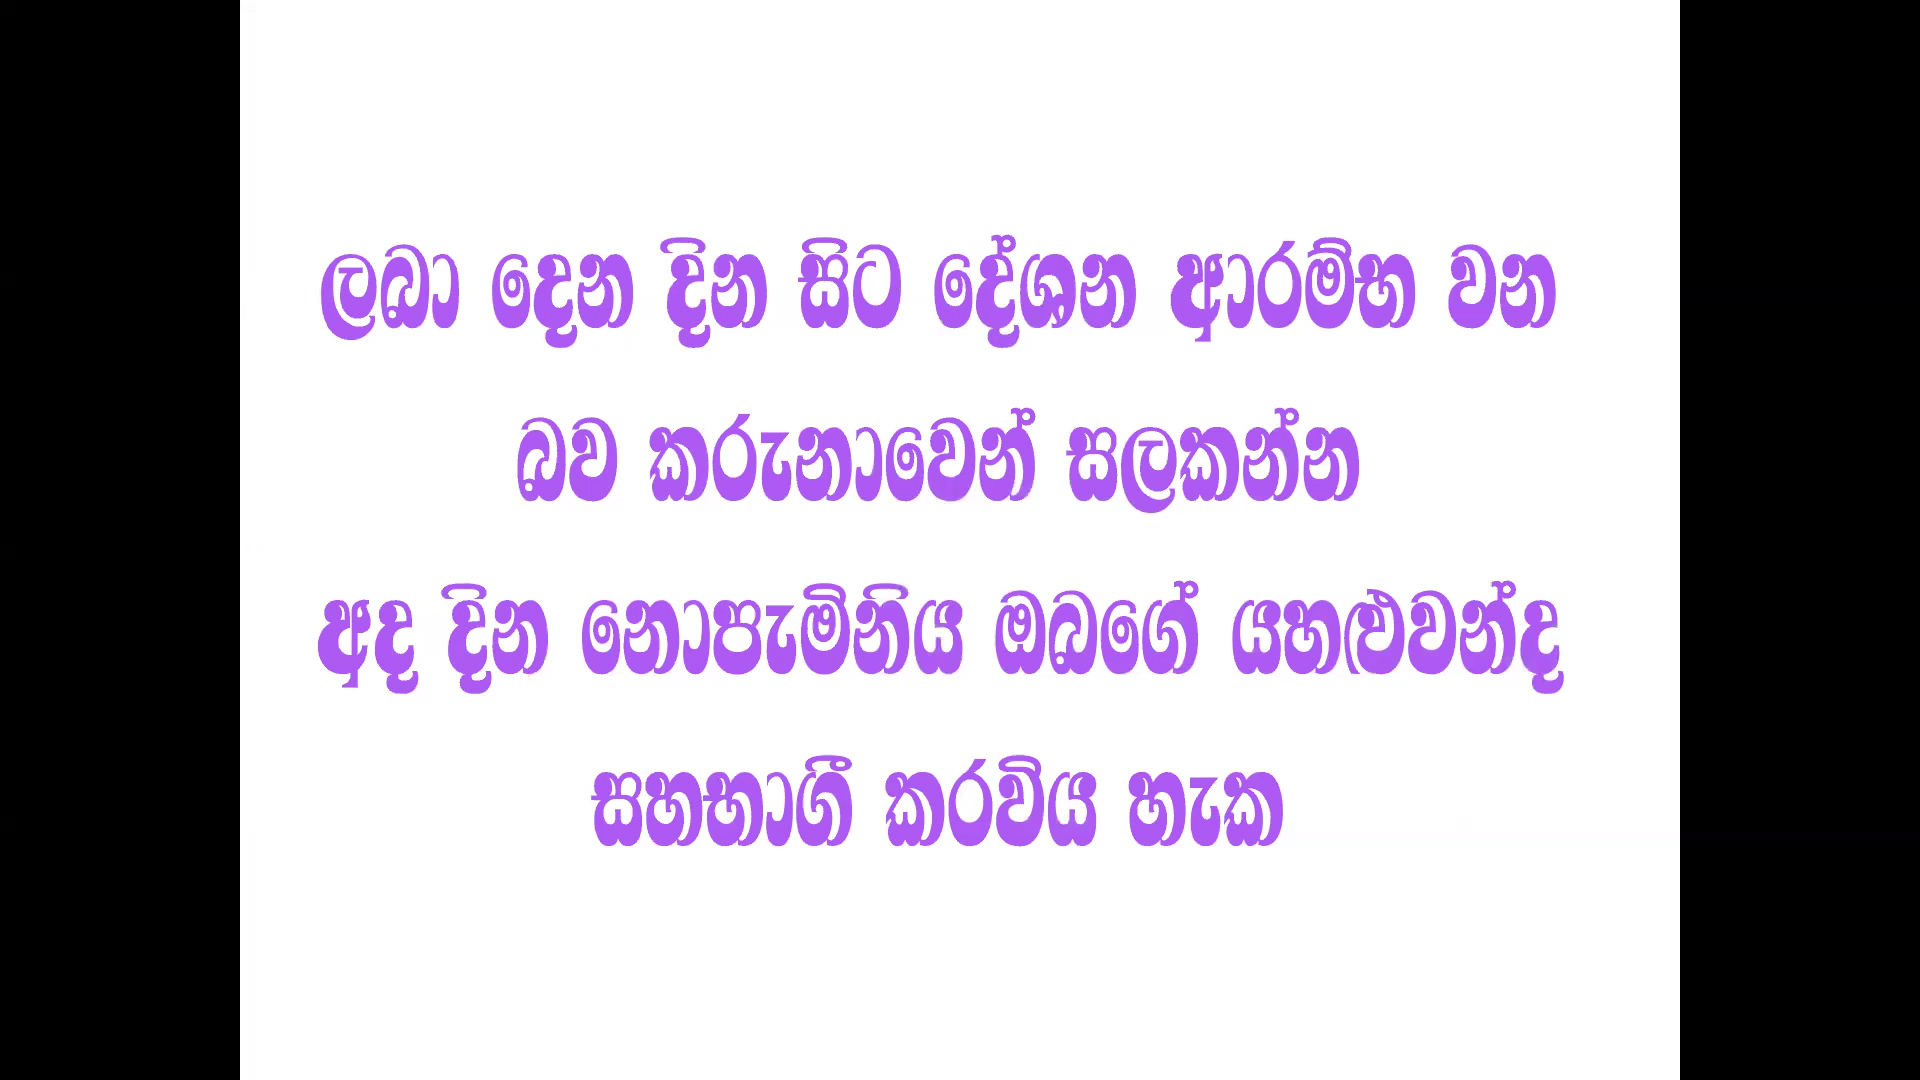 ලබා දෙන දින සිට දේශන ආරම්භ වන
බව කරුනාවෙන් සලකන්න
අද දින නොපැමිනිය ඔබගේ යහළුවන්ද
සහභාගී කරවිය හැක